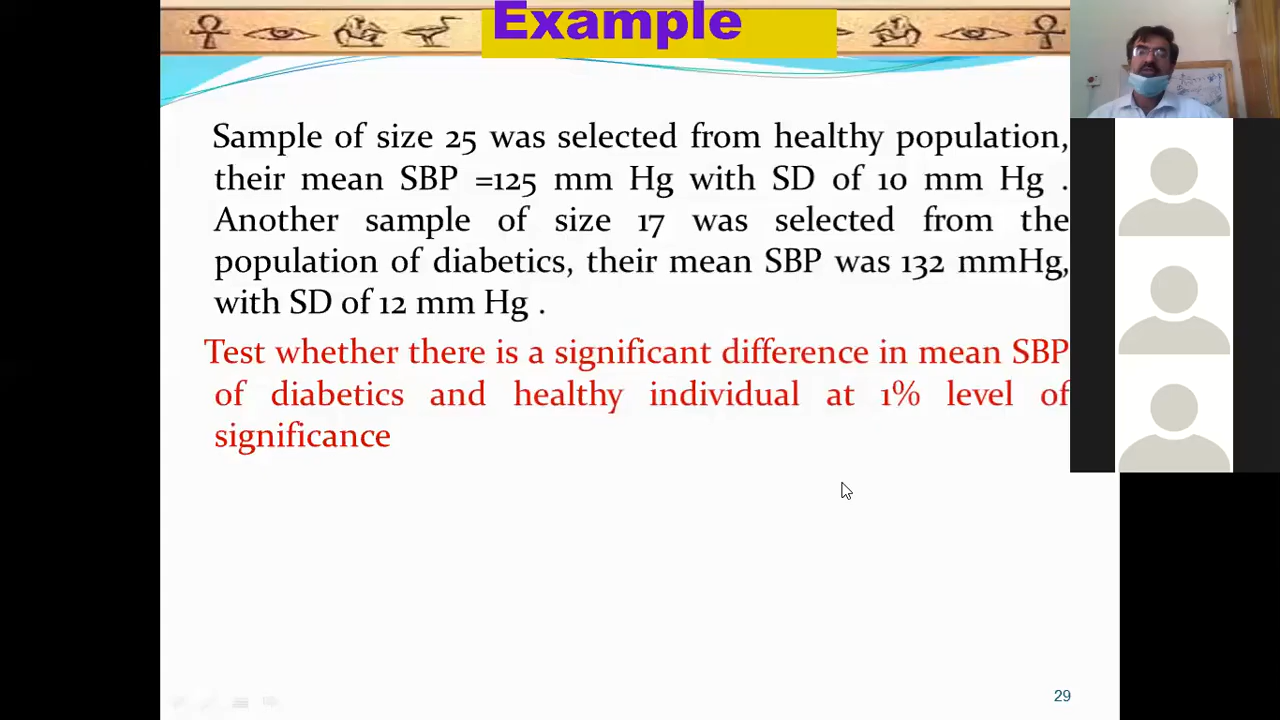 Example
Sample of size 25 was selected from healthy population,
their mean SBP =125 mm Hg with SD of 10 mm Hg .
Another sample of size 17 was selected from the
population of diabetics, their mean SBP was 132 mmHg,
with SD of 12 mm Hg .
Test whether there is a significant difference in mean SBP
of diabetics and healthy individual at 1% level of
significance
29